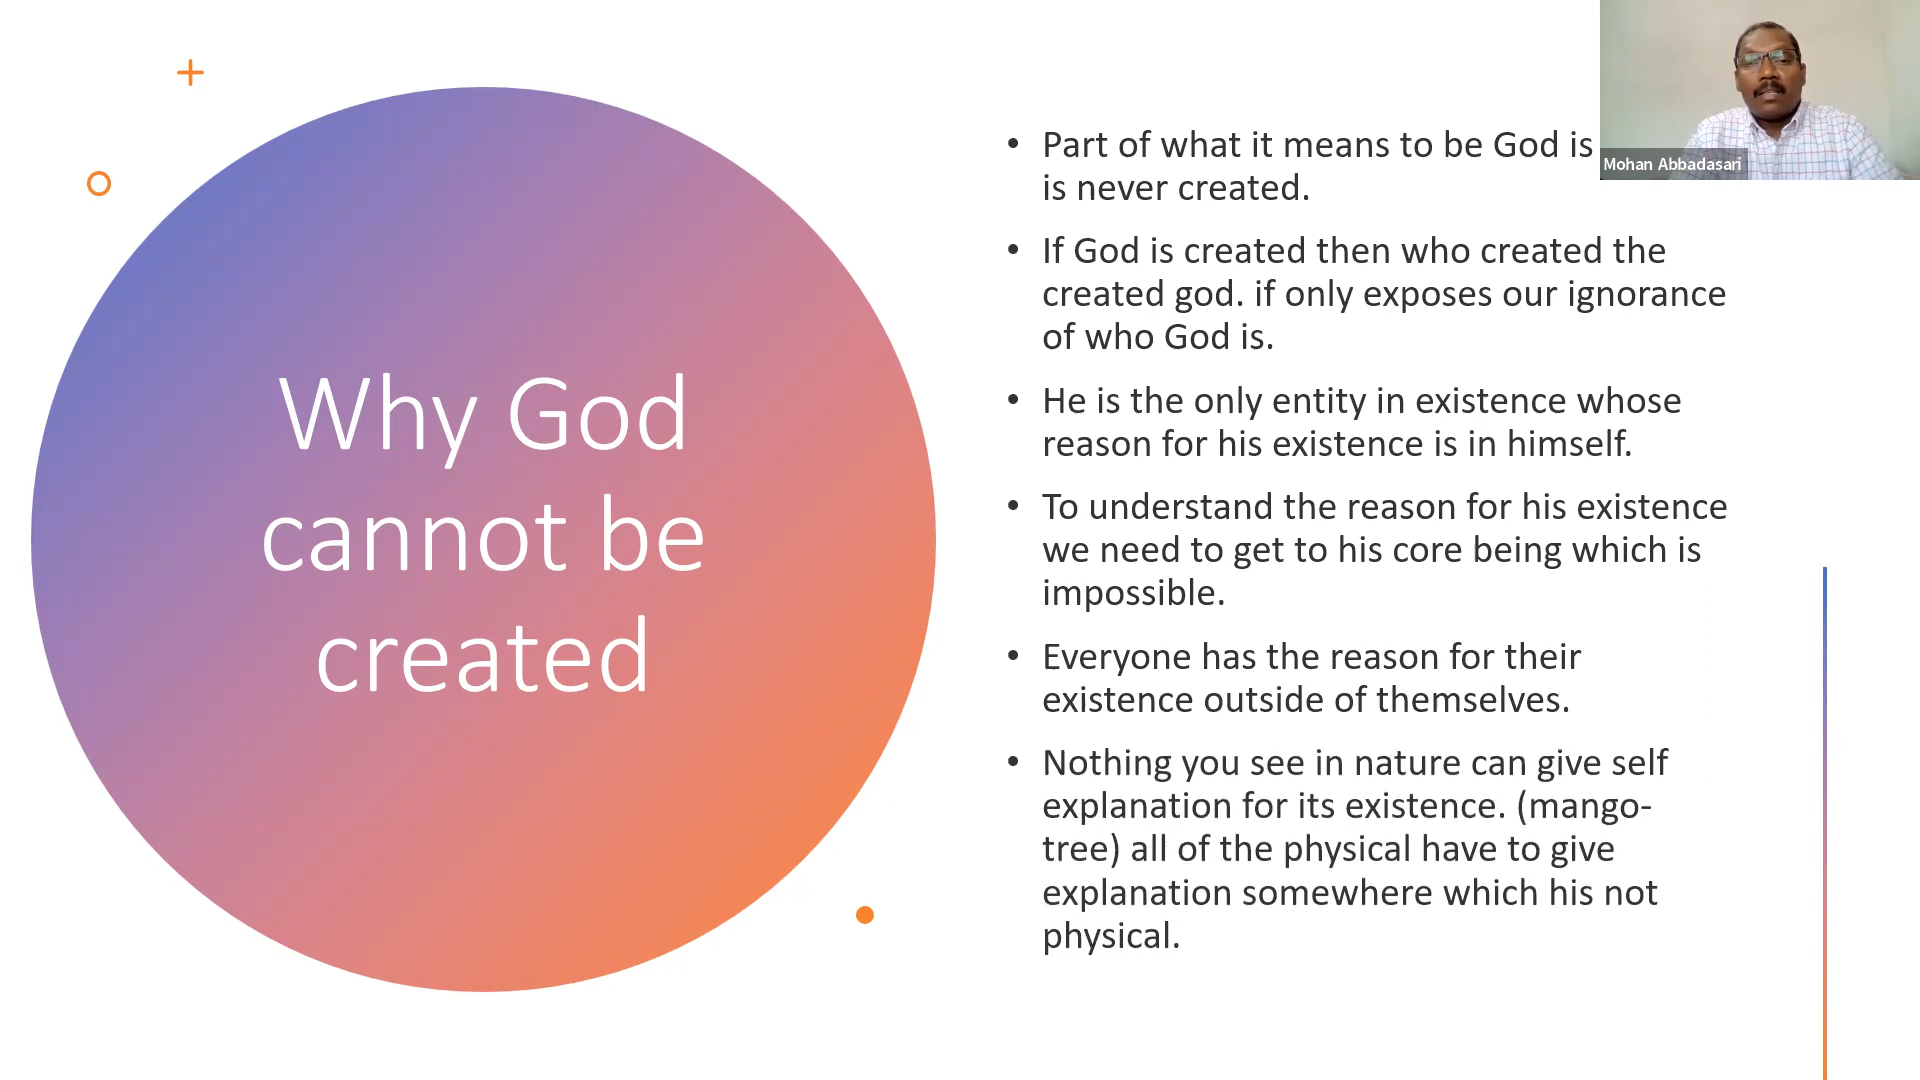 Why God
cannot be
created
• Part of what it means to be God is
is never created.
• If God is created then who created the
created god. if only exposes our ignorance
of who God is.
• He is the only entity in existence whose
reason for his existence is in himself.
• To understand the reason for his existence
we need to get to his core being which is
impossible.
• Everyone has the reason for their
existence outside of themselves.
• Nothing you see in nature can give self
explanation for its existence. (mango-
tree) all of the physical have to give
explanation somewhere which his not
physical.
Mohan Abbadasari